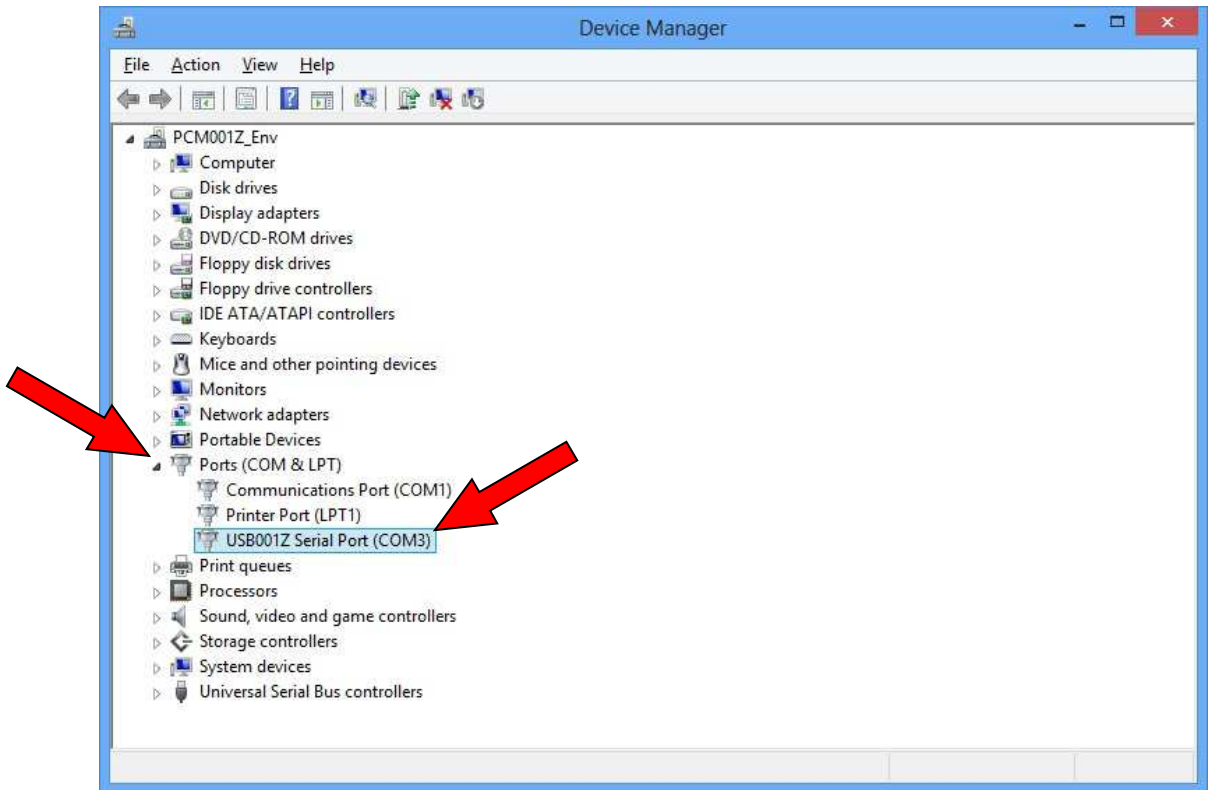 Device Manager
File Action View Help
PCM001Z_Env
Computer
Disk drives
Display adapters
DVD/CD-ROM drives
Floppy disk drives
Floppy drive controllers
IDE ATA/ATAPI controllers
Keyboards
Mice and other pointing devices
Monitors
Network adapters
Portable Devices
Ports (COM & LPT)
Communications Port (COM1)
Printer Port (LPT1)
USB001Z Serial Port (COM3)
Print queues
Processors
Sound, video and game controllers
Storage controllers
System devices
Universal Serial Bus controllers